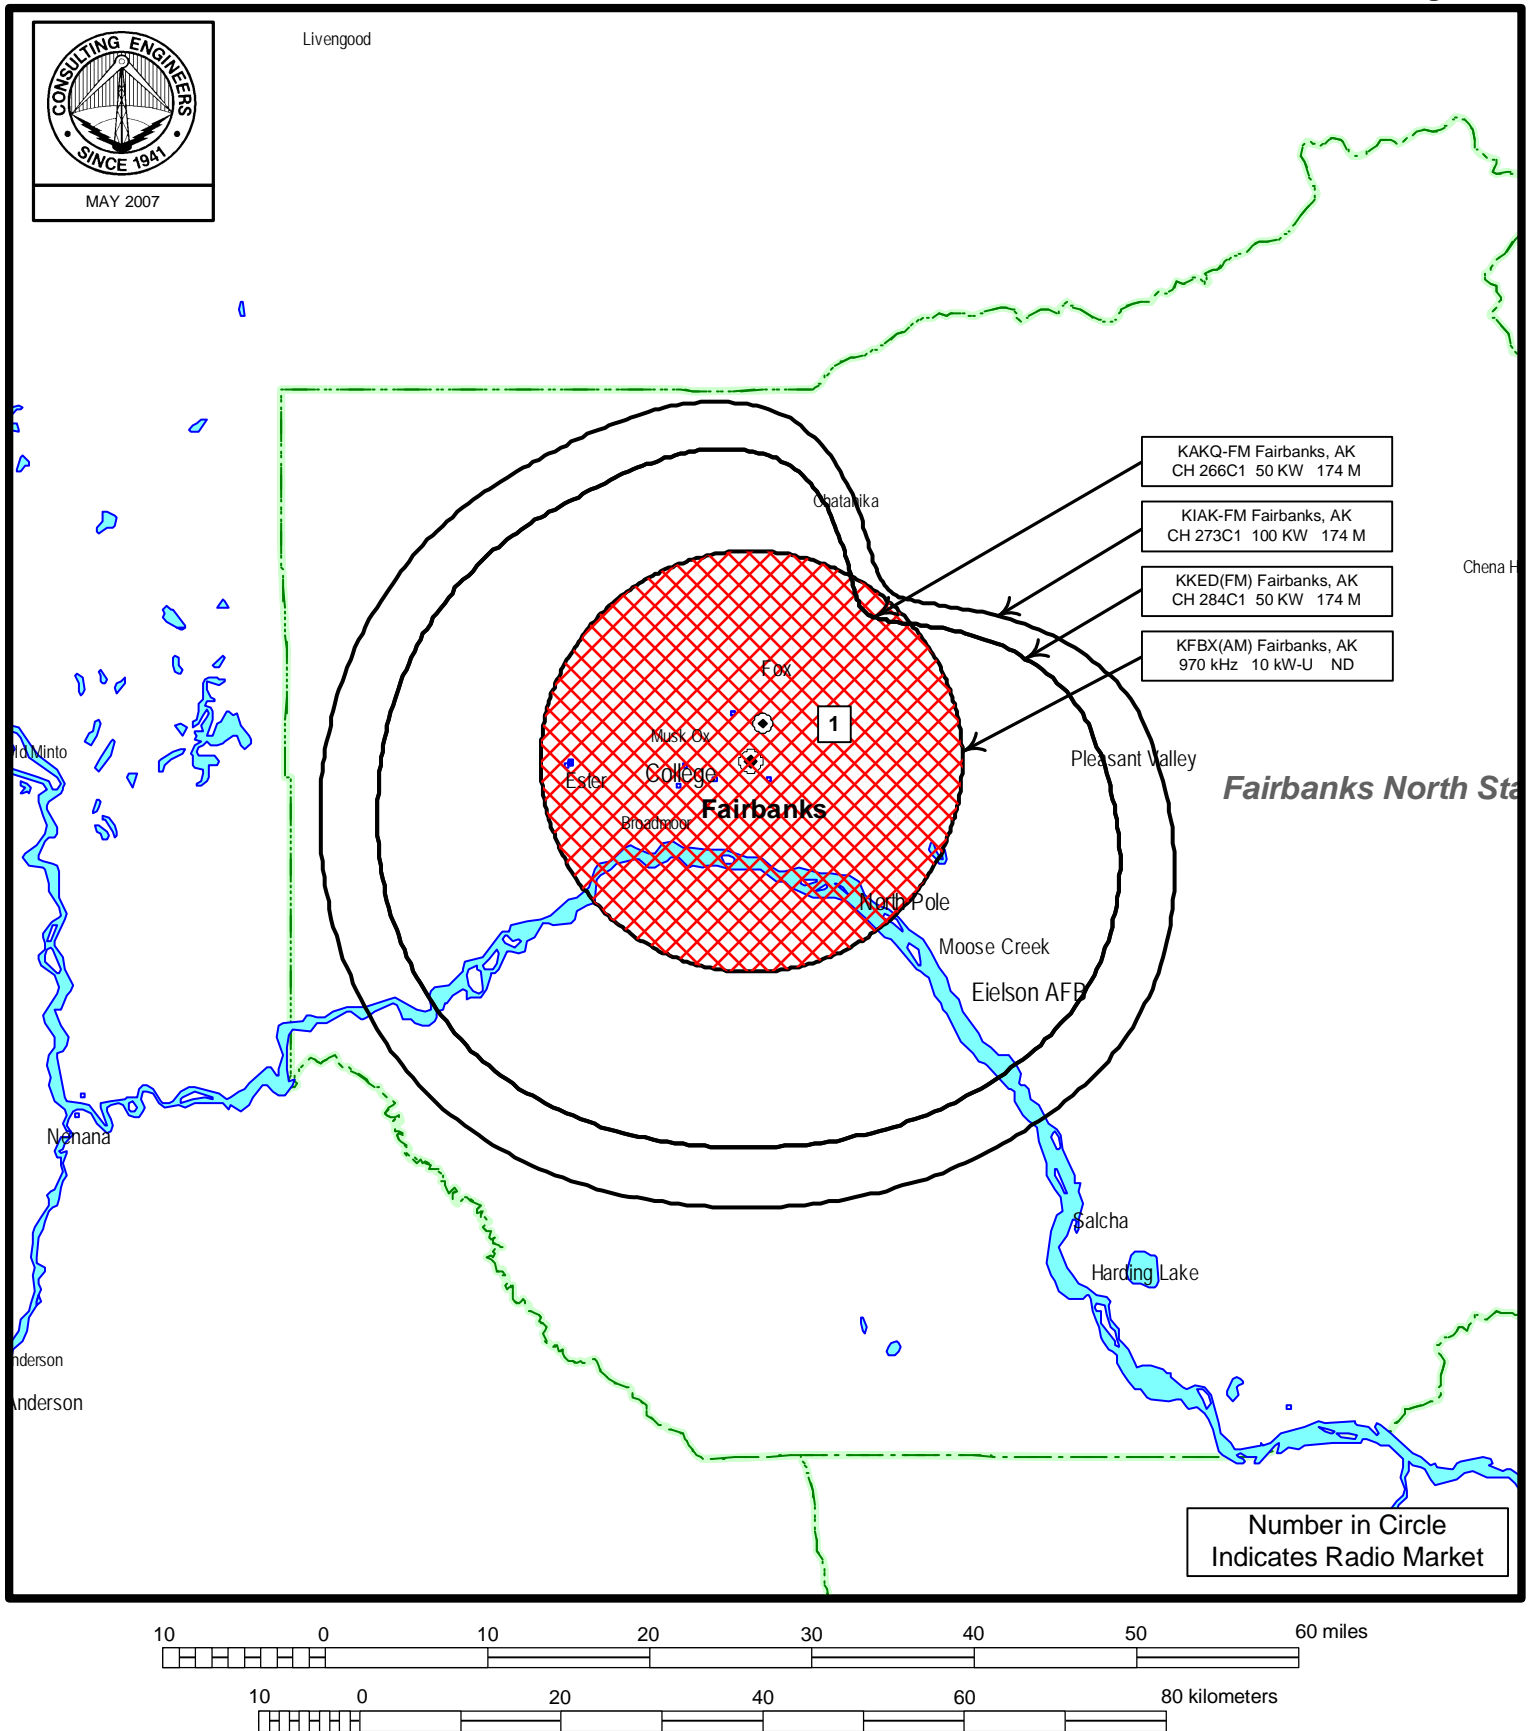 Livengood
CONSULTING ENGINEERS
SINCE 1941
MAY 2007
KAKQ-FM Fairbanks, AK
CH 266C1 50 KW 174 M
Chatanika
KIAK-FM Fairbanks, AK
CH 273C1 100 KW 174 M
Chena H
KKED(FM) Fairbanks, AK
CH 284C1 50 KW 174 M
KFBX(AM) Fairbanks, AK
970 kHz 10 kW-U ND
Fox
1
Musk Ox
ld Minto
Pleasant Valley
College
Ester
Fairbanks North Sta
Fairbanks
Broadmoor
North Pole
Moose Creek
Eielson AFB
Nenana
Salcha
Harding Lake
nderson
Anderson
Number in Circle
Indicates Radio Market
10 0 10 20 30 40 50 60 miles
10 0 20 40 60 80 kilometers